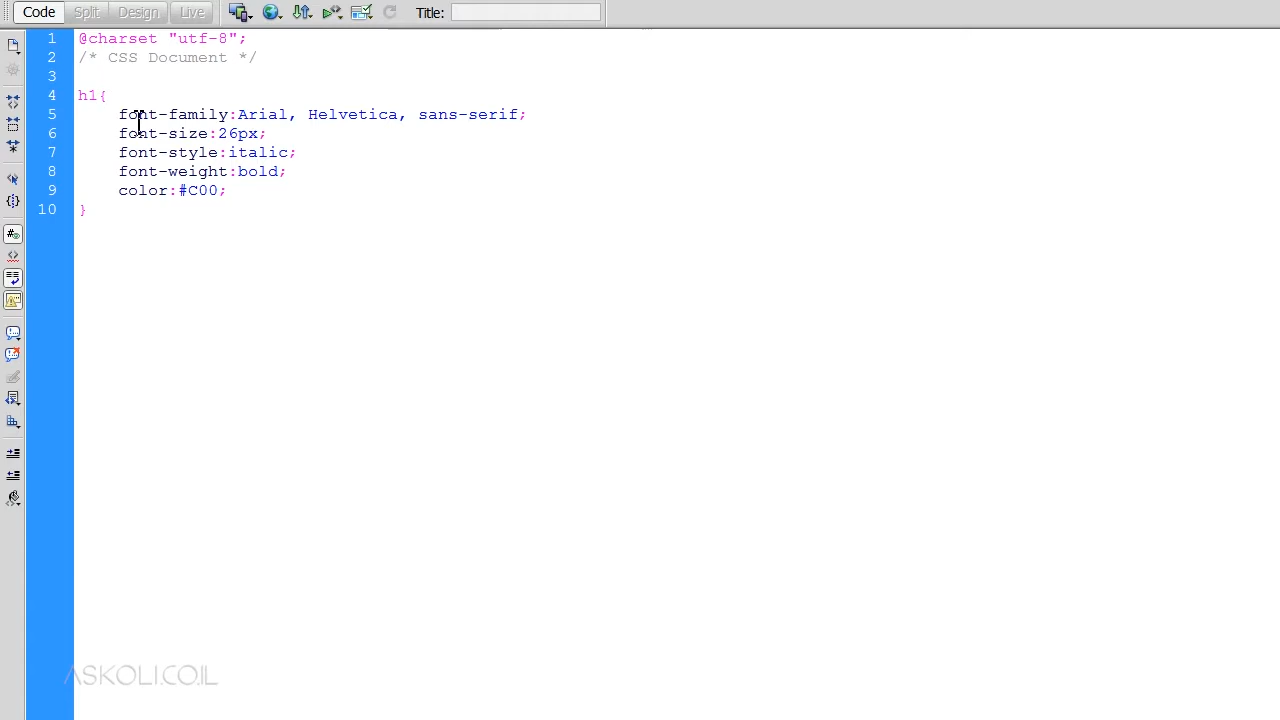 Code Split Design Live Title:
1 @charset "utf-8";
2 /* CSS Document */
3
4 h1{
5 font-family:Arial, Helvetica, sans-serif;
6 font-size:26px;
7 font-style:italic;
8 font-weight:bold;
9 color:#C00;
10 }
ASKOLI.CO.IL